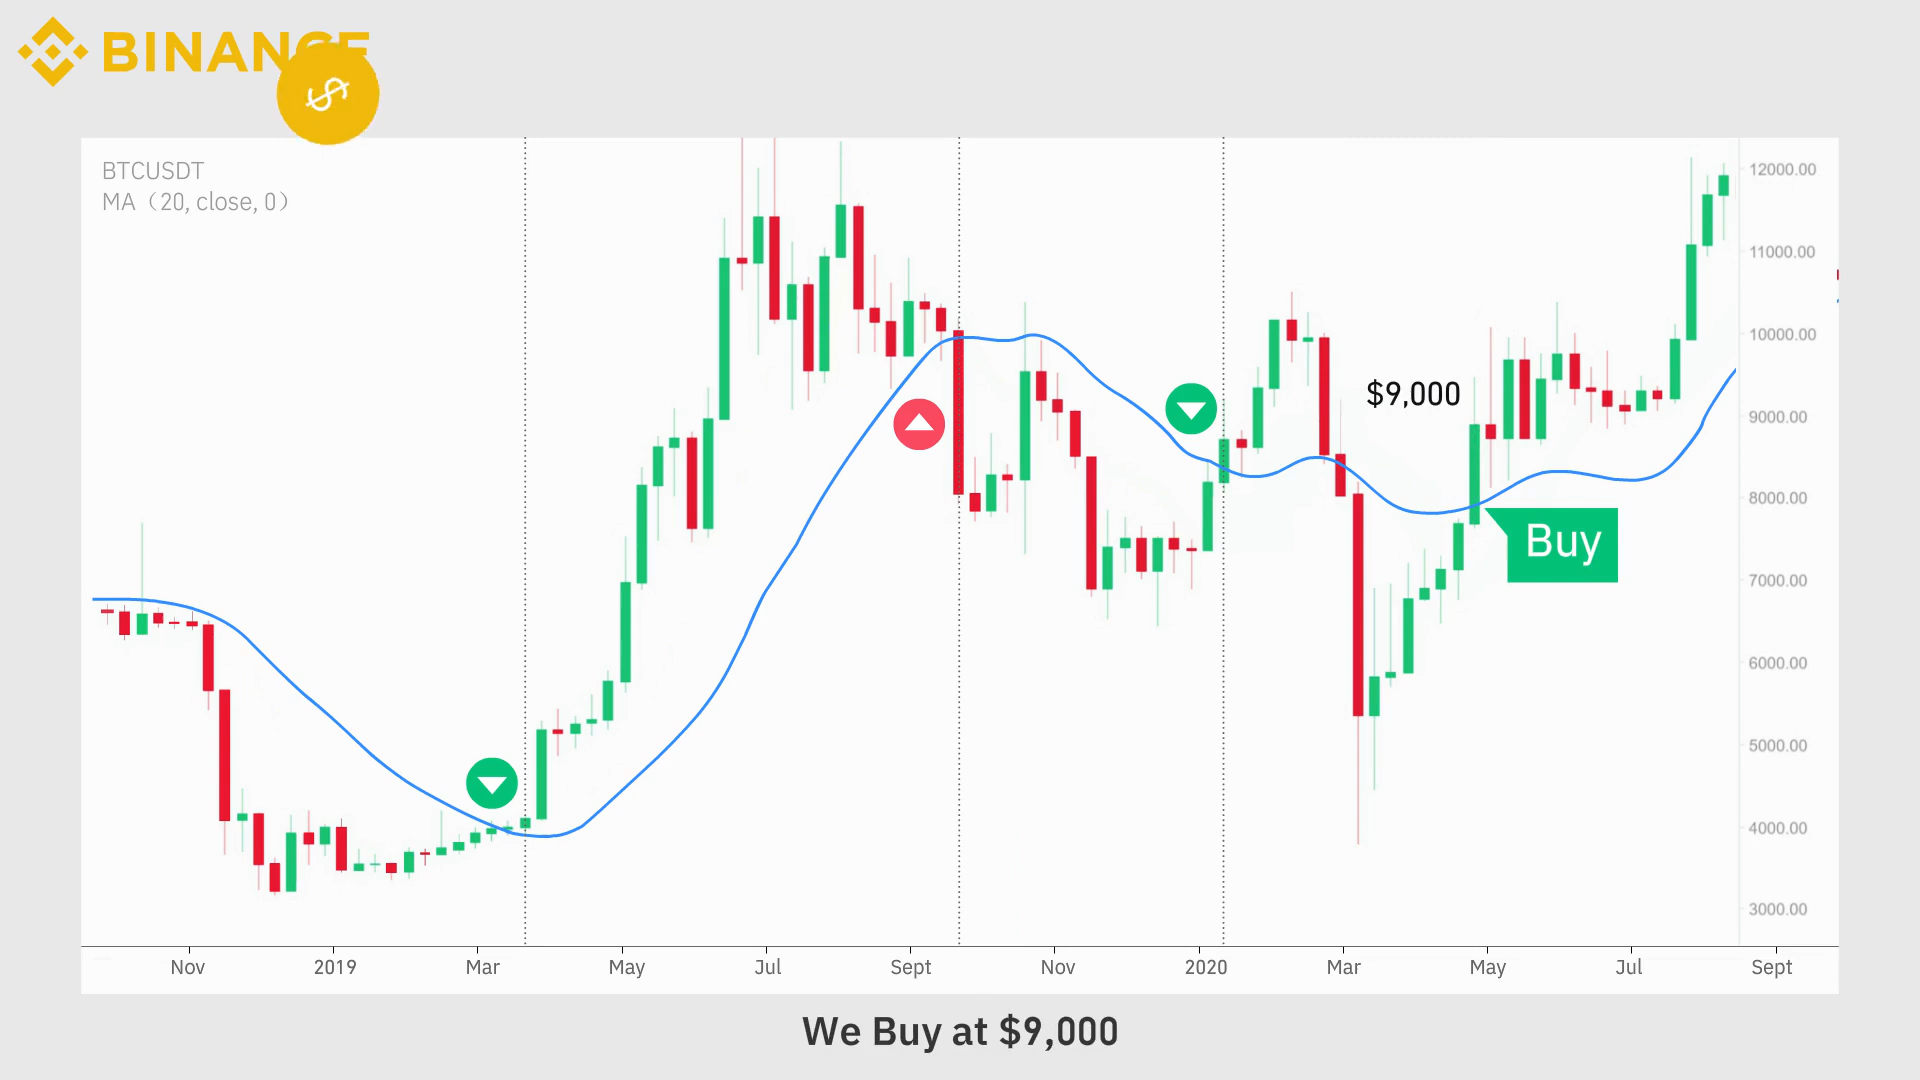 BINANCE
BTCUSDT
MA（20, close, 0）
12000.00
11000.00
10000.00
$9,000
9000.00
8000.00
Buy
7000.00
6000.00
5000.00
4000.00
3000.00
Nov 2019 Mar May Jul Sept Nov 2020 Mar May Jul Sept
We Buy at $9,000